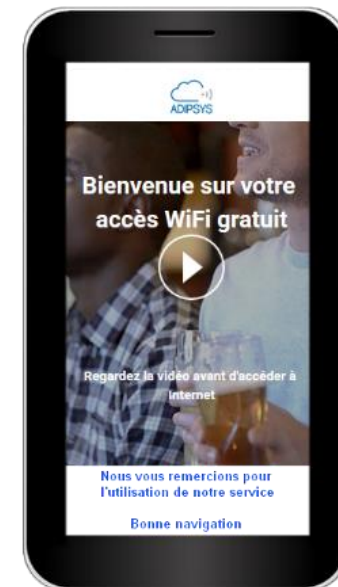 ADIPSYS
Bienvenue sur votre
accès WiFi gratuit
Regardez la vidéo avant d'accéder à
Internet
Nous vous remercions pour
l'utilisation de notre service
Bonne navigation